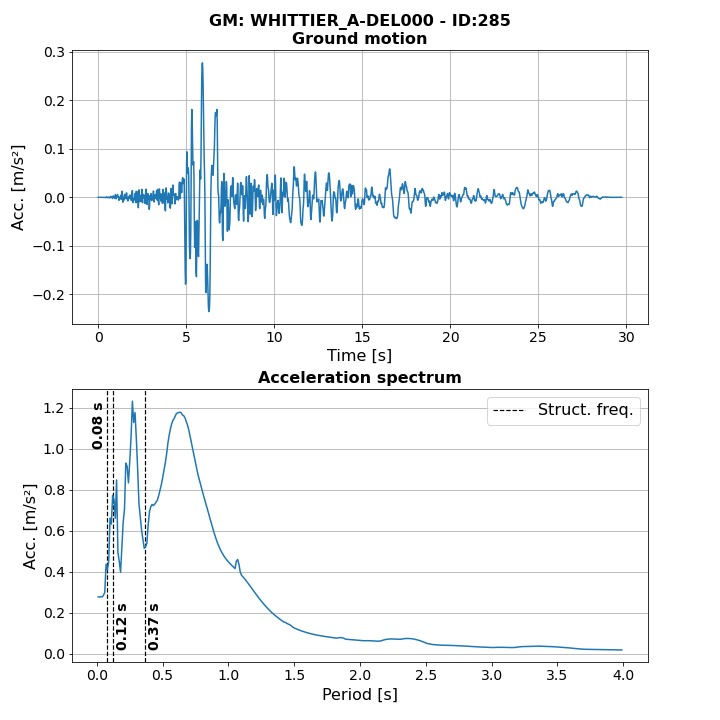 GM: WHITTIER_A-DEL000 - ID:285
Ground motion
0.3
0.2
0.1
0.0
−0.1
−0.2
Acc. [m/s²]
0 5 10 15 20 25 30
Time [s]
Acceleration spectrum
1.2
1.0
0.8
0.6
0.4
0.2
0.0
Acc. [m/s²]
0.08 s
0.12 s
0.37 s
Struct. freq.
0.0 0.5 1.0 1.5 2.0 2.5 3.0 3.5 4.0
Period [s]